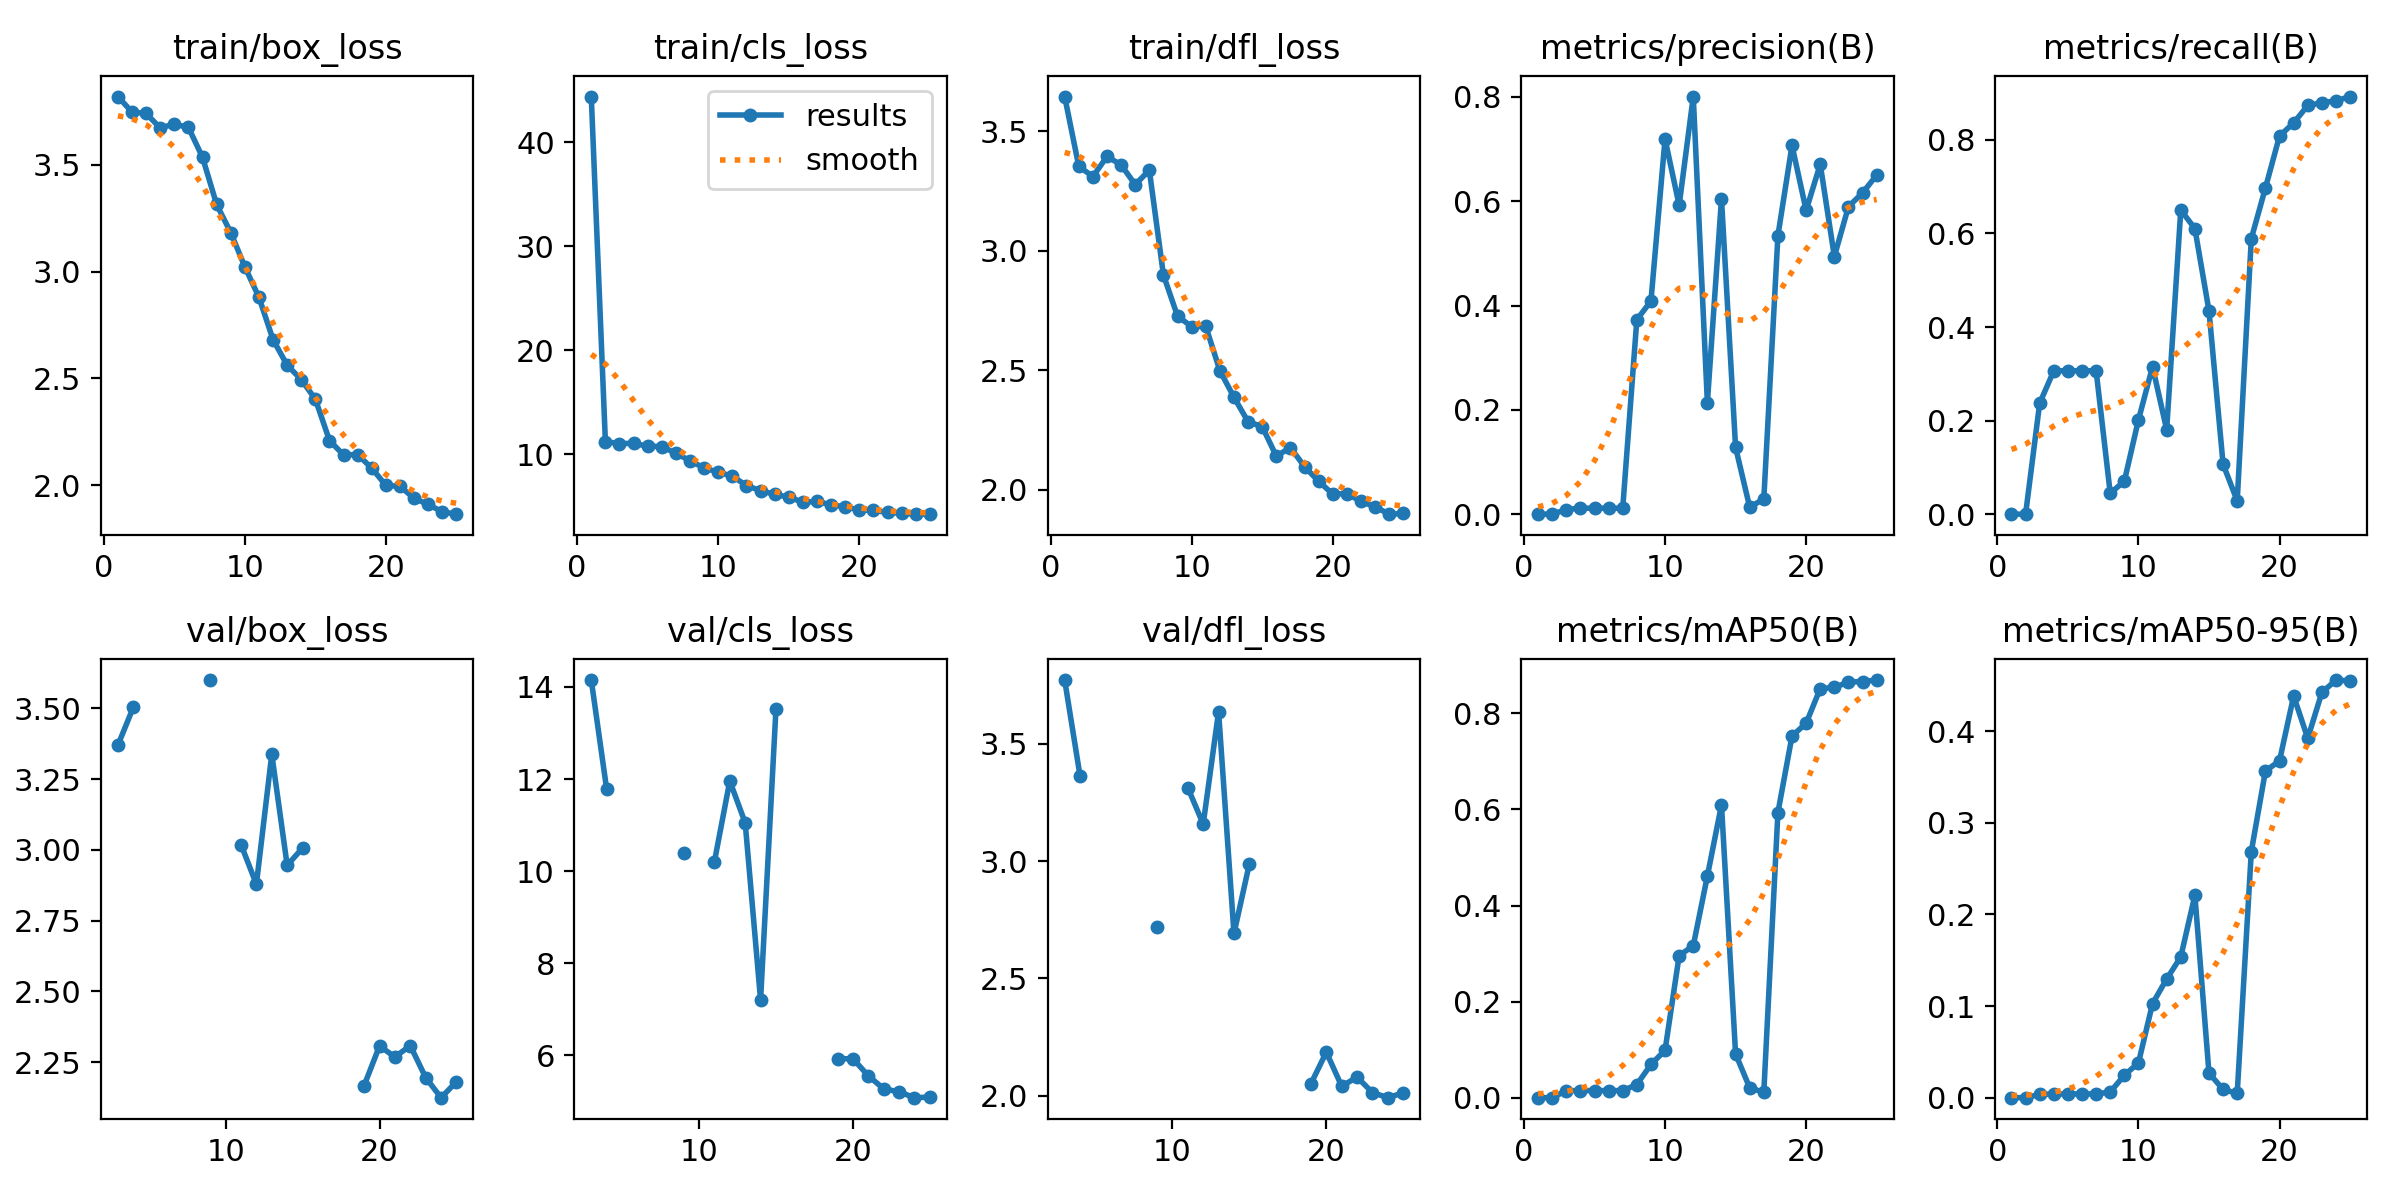 train/box_loss
train/cls_loss
train/dfl_loss
metrics/precision(B)
metrics/recall(B)
3.5
3.0
2.5
2.0
0 10 20
results
smooth
40
30
20
10
0 10 20
3.5
3.0
2.5
2.0
0 10 20
0.8
0.6
0.4
0.2
0.0
0 10 20
0.8
0.6
0.4
0.2
0.0
0 10 20
val/box_loss
val/cls_loss
val/dfl_loss
metrics/mAP50(B)
metrics/mAP50-95(B)
3.50
3.25
3.00
2.75
2.50
2.25
10 20
14
12
10
8
6
10 20
3.5
3.0
2.5
2.0
10 20
0.8
0.6
0.4
0.2
0.0
0 10 20
0.4
0.3
0.2
0.1
0.0
0 10 20